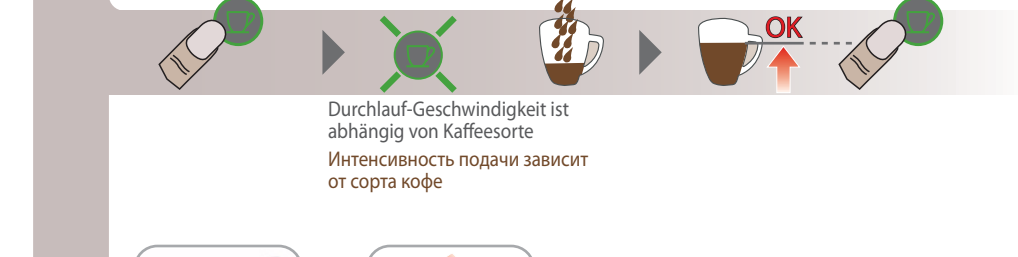 OK
Durchlauf-Geschwindigkeit ist
abhängig von Kaffeesorte
Интенсивность подачи зависит
от сорта кофе